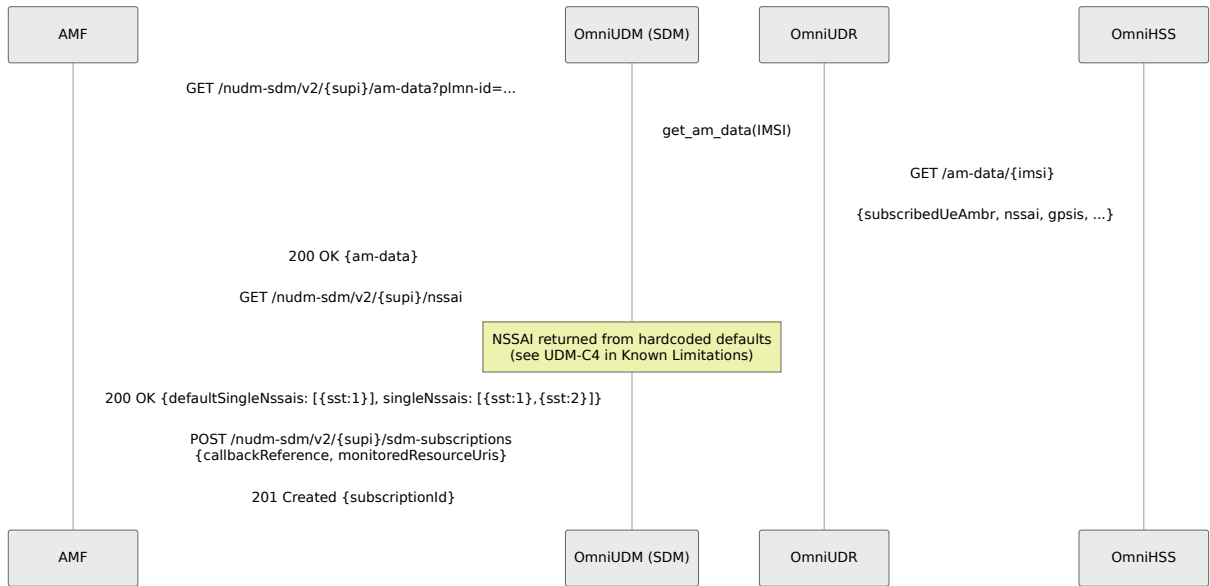 AMF
OmniUDM (SDM)
OmniUDR
OmniHSS
GET /nudm-sdm/v2/{supi}/am-data?plmn-id=...
get_am_data(IMSI)
GET /am-data/{imsi}
{subscribedUeAmbr, nssai, gpsis, ...}
200 OK {am-data}
GET /nudm-sdm/v2/{supi}/nssai
NSSAI returned from hardcoded defaults
(see UDM-C4 in Known Limitations)
200 OK {defaultSingleNssais: [{sst:1}], singleNssais: [{sst:1},{sst:2}]}
POST /nudm-sdm/v2/{supi}/sdm-subscriptions
{callbackReference, monitoredResourceUris}
201 Created {subscriptionId}
AMF
OmniUDM (SDM)
OmniUDR
OmniHSS